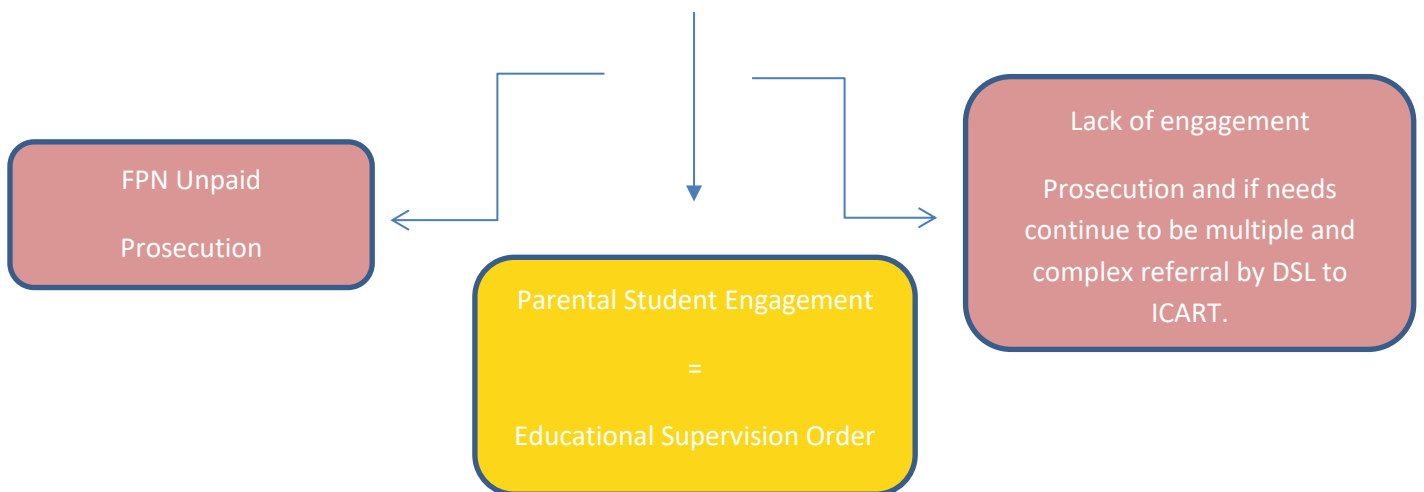 FPN Unpaid
Prosecution
Parental Student Engagement
=
Educational Supervision Order
Lack of engagement
Prosecution and if needs
continue to be multiple and
complex referral by DSL to
ICART.